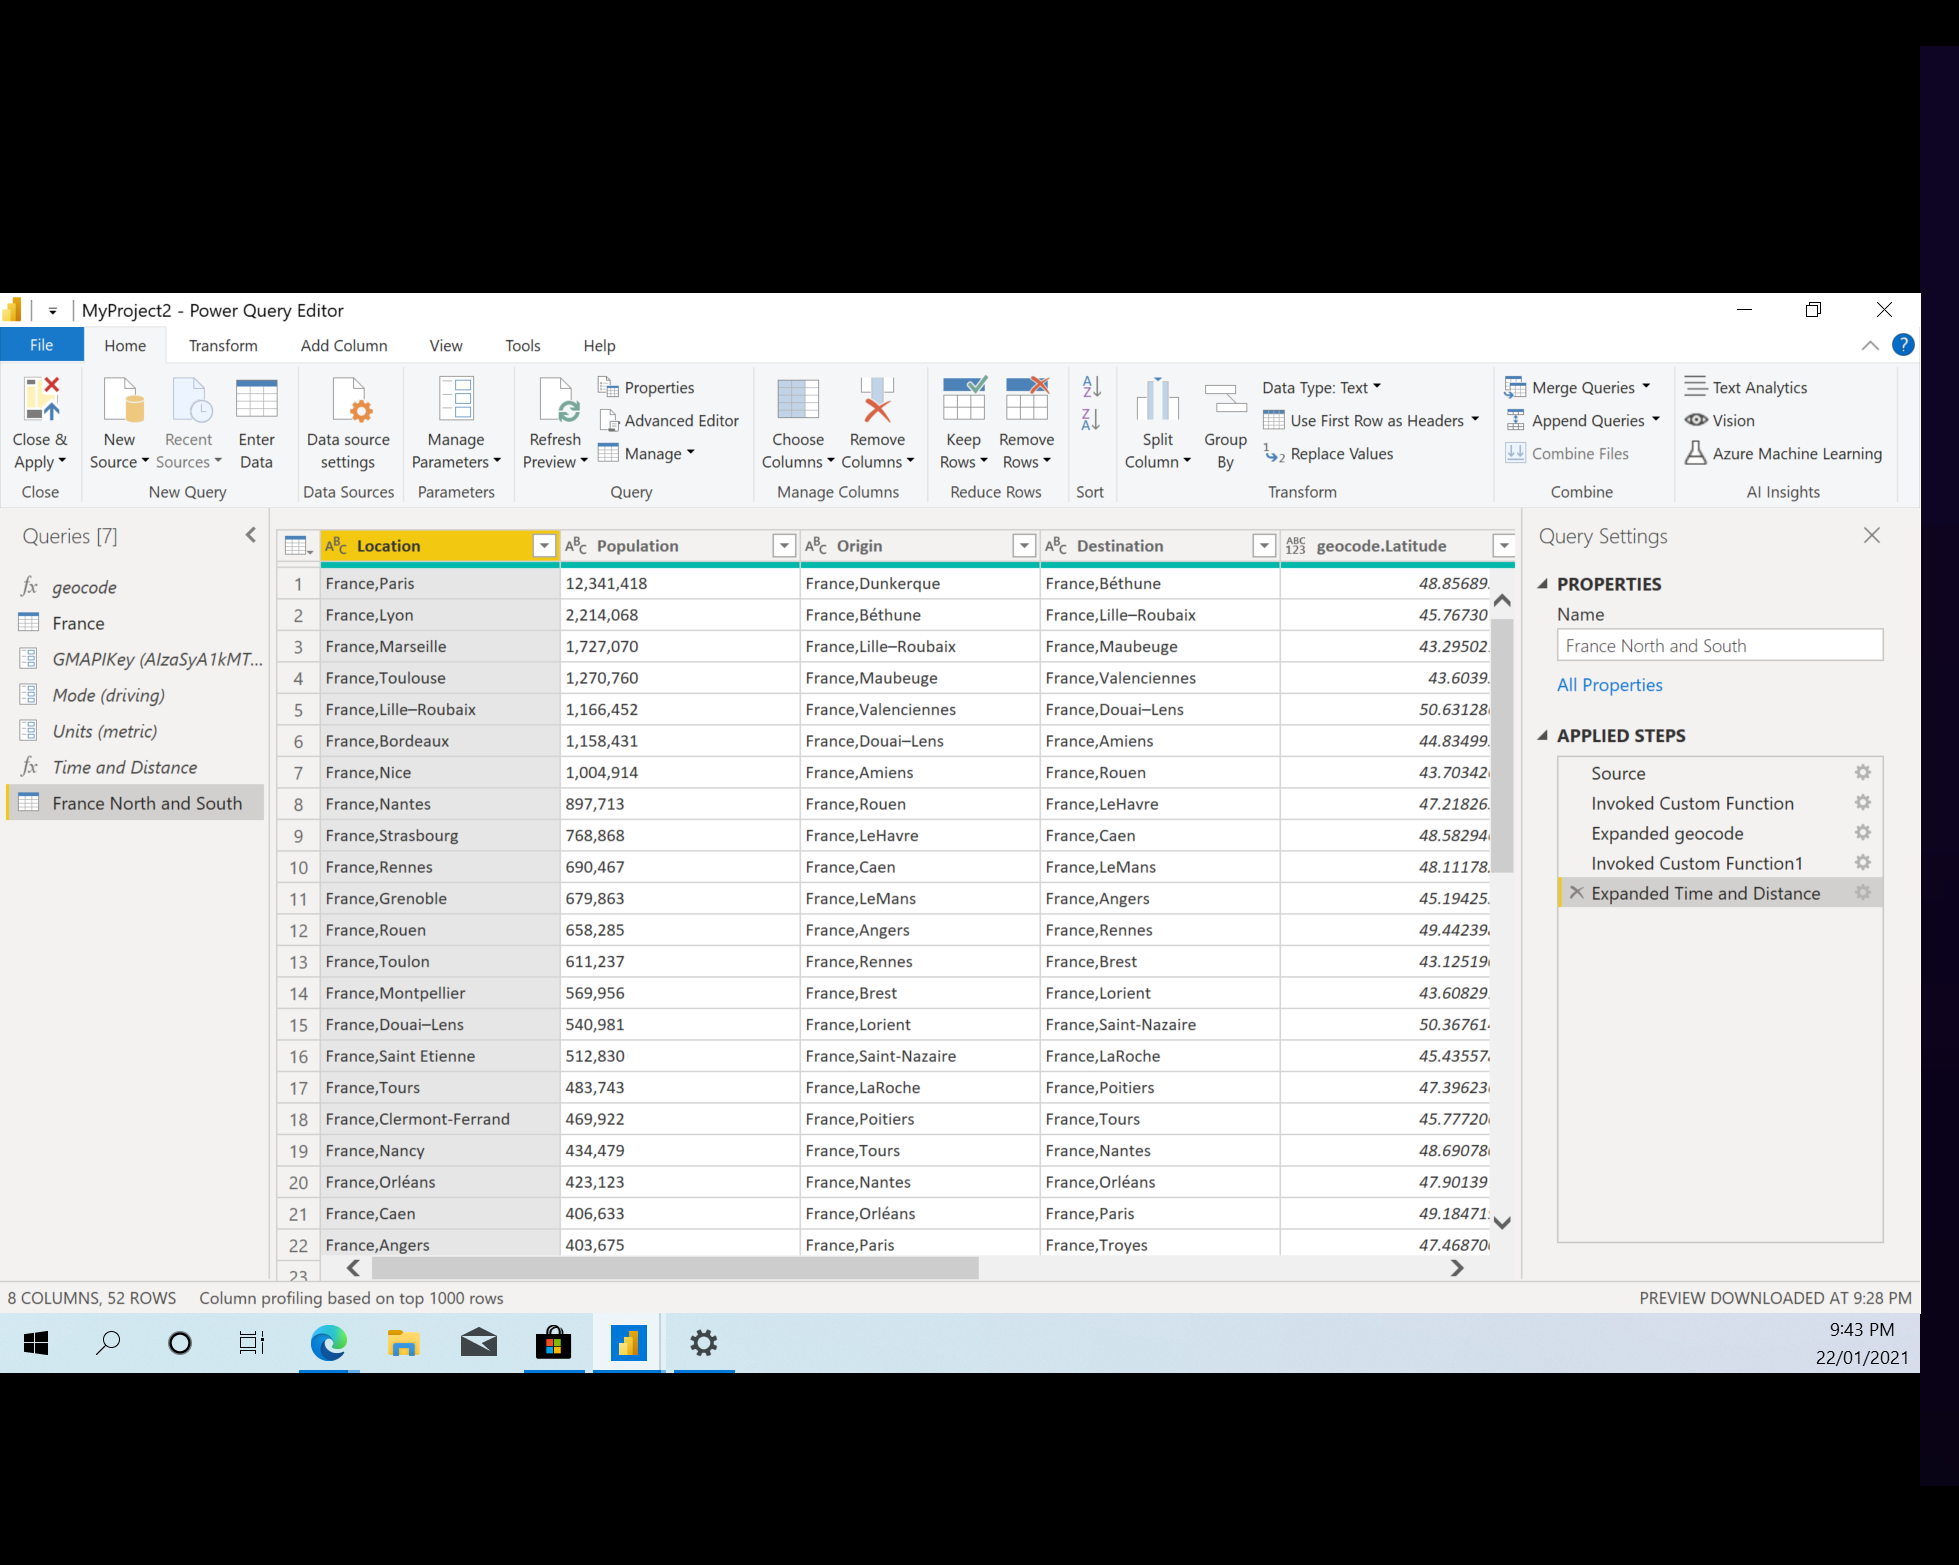 MyProject2 - Power Query Editor
File Home Transform Add Column View Tools Help
Close & Apply
Close
New Source
Recent Sources
Enter Data
New Query
Data source settings
Data Sources
Manage Parameters
Parameters
Refresh Preview
Properties
Advanced Editor
Manage
Query
Choose Columns
Remove Columns
Manage Columns
Keep Rows
Remove Rows
Reduce Rows
Sort
Split Column
Group By
Data Type: Text
Use First Row as Headers
Replace Values
Transform
Merge Queries
Append Queries
Combine Files
Combine
Text Analytics
Vision
Azure Machine Learning
AI Insights
Queries [7]
fx geocode
France
GMAPIKey (AIzaSyA1kMT...
Mode (driving)
Units (metric)
fx Time and Distance
France North and South
ABC Location ABC Population ABC Origin ABC Destination ABC 123 geocode.Latitude
1 France,Paris 12,341,418 France,Dunkerque France,Béthune 48.85689
2 France,Lyon 2,214,068 France,Béthune France,Lille–Roubaix 45.76730
3 France,Marseille 1,727,070 France,Lille–Roubaix France,Maubeuge 43.29502
4 France,Toulouse 1,270,760 France,Maubeuge France,Valenciennes 43.6039
5 France,Lille–Roubaix 1,166,452 France,Valenciennes France,Douai–Lens 50.63128
6 France,Bordeaux 1,158,431 France,Douai–Lens France,Amiens 44.83499
7 France,Nice 1,004,914 France,Amiens France,Rouen 43.70342
8 France,Nantes 897,713 France,Rouen France,LeHavre 47.21826
9 France,Strasbourg 768,868 France,LeHavre France,Caen 48.58294
10 France,Rennes 690,467 France,Caen France,LeMans 48.11178
11 France,Grenoble 679,863 France,LeMans France,Angers 45.19425
12 France,Rouen 658,285 France,Angers France,Rennes 49.44239
13 France,Toulon 611,237 France,Rennes France,Brest 43.12519
14 France,Montpellier 569,956 France,Brest France,Lorient 43.60829
15 France,Douai–Lens 540,981 France,Lorient France,Saint-Nazaire 50.36761
16 France,Saint Etienne 512,830 France,Saint-Nazaire France,LaRoche 45.43557
17 France,Tours 483,743 France,LaRoche France,Poitiers 47.39623
18 France,Clermont-Ferrand 469,922 France,Poitiers France,Tours 45.77720
19 France,Nancy 434,479 France,Tours France,Nantes 48.69078
20 France,Orléans 423,123 France,Nantes France,Orléans 47.90139
21 France,Caen 406,633 France,Orléans France,Paris 49.18471
22 France,Angers 403,675 France,Paris France,Troyes 47.46870
23
Query Settings
PROPERTIES
Name
France North and South
All Properties
APPLIED STEPS
Source
Invoked Custom Function
Expanded geocode
Invoked Custom Function1
Expanded Time and Distance
8 COLUMNS, 52 ROWS Column profiling based on top 1000 rows
PREVIEW DOWNLOADED AT 9:28 PM
9:43 PM
22/01/2021